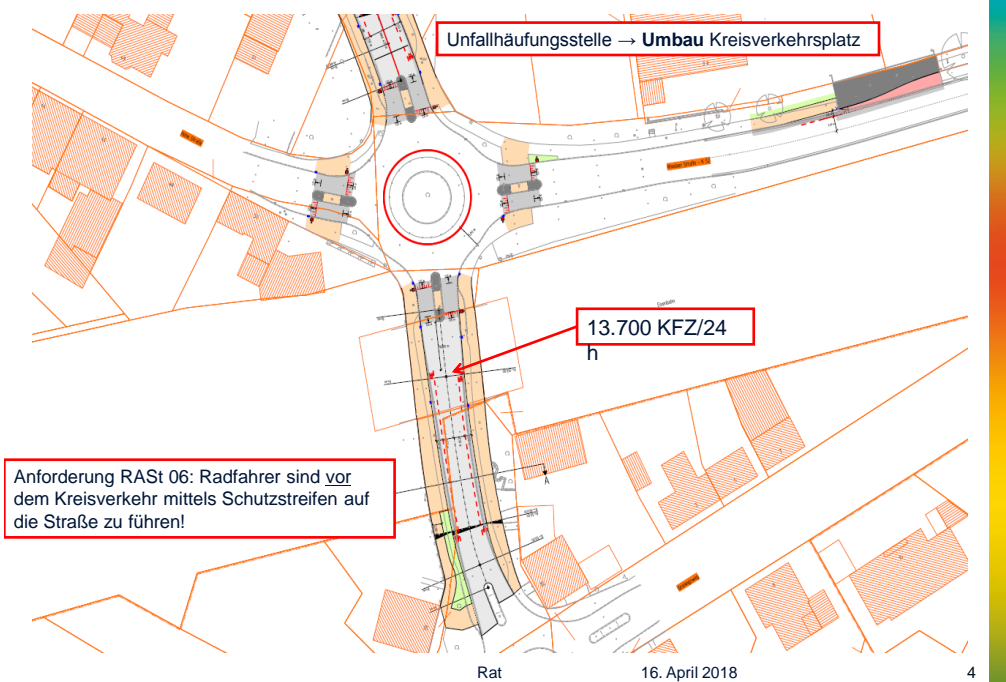 Unfallhäufungsstelle → Umbau Kreisverkehrsplatz
13.700 KFZ/24
h
Anforderung RASt 06: Radfahrer sind vor
dem Kreisverkehr mittels Schutzstreifen auf
die Straße zu führen!
A
Rat 16. April 2018 4